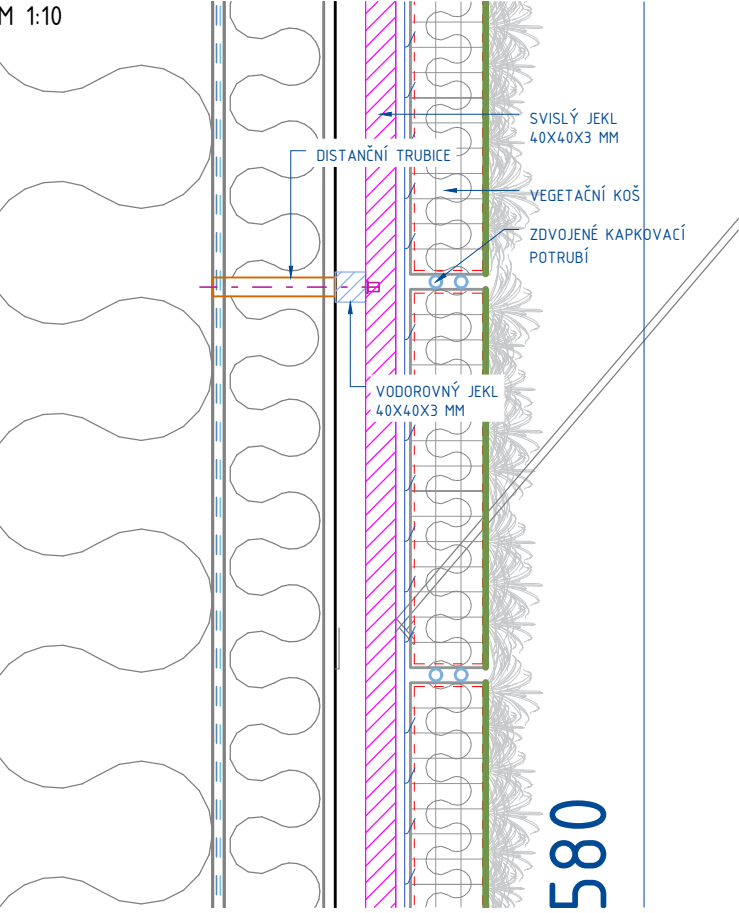 M 1:10
SVISLÝ JEKL
40X40X3 MM
DISTANČNÍ TRUBICE
VEGETAČNÍ KOŠ
ZDVOJENÉ KAPKOVACÍ
POTRUBÍ
VODOROVNÝ JEKL
40X40X3 MM
580